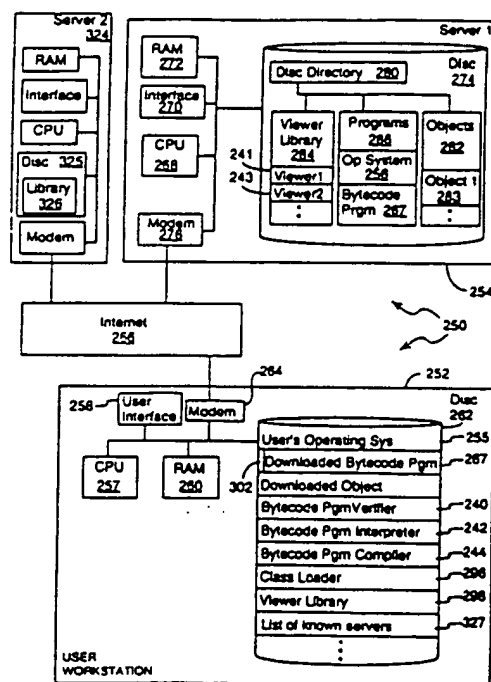 Server 2
324
RAM
Interface
CPU
Disc 325
Library
326
Modem
Server 1
RAM
272
Interface
270
CPU
268
Modem
276
Disc
274
Disc Directory 280
Viewer
Library
284
Viewer1
Viewer2
241
243
Programs
286
Op System
256
Bytecode
Prgm 267
Objects
282
Object 1
283
254
250
Internet
256
252
264
258
User
Interface
Modem
CPU
257
RAM
260
302
Disc
262
User's Operating Sys
255
Downloaded Bytecode Pgm
267
Downloaded Object
Bytecode PgmVerifier
240
Bytecode Pgm Interpreter
242
Bytecode Pgm Compiler
244
Class Loader
296
Viewer Library
298
List of known servers
327
USER
WORKSTATION